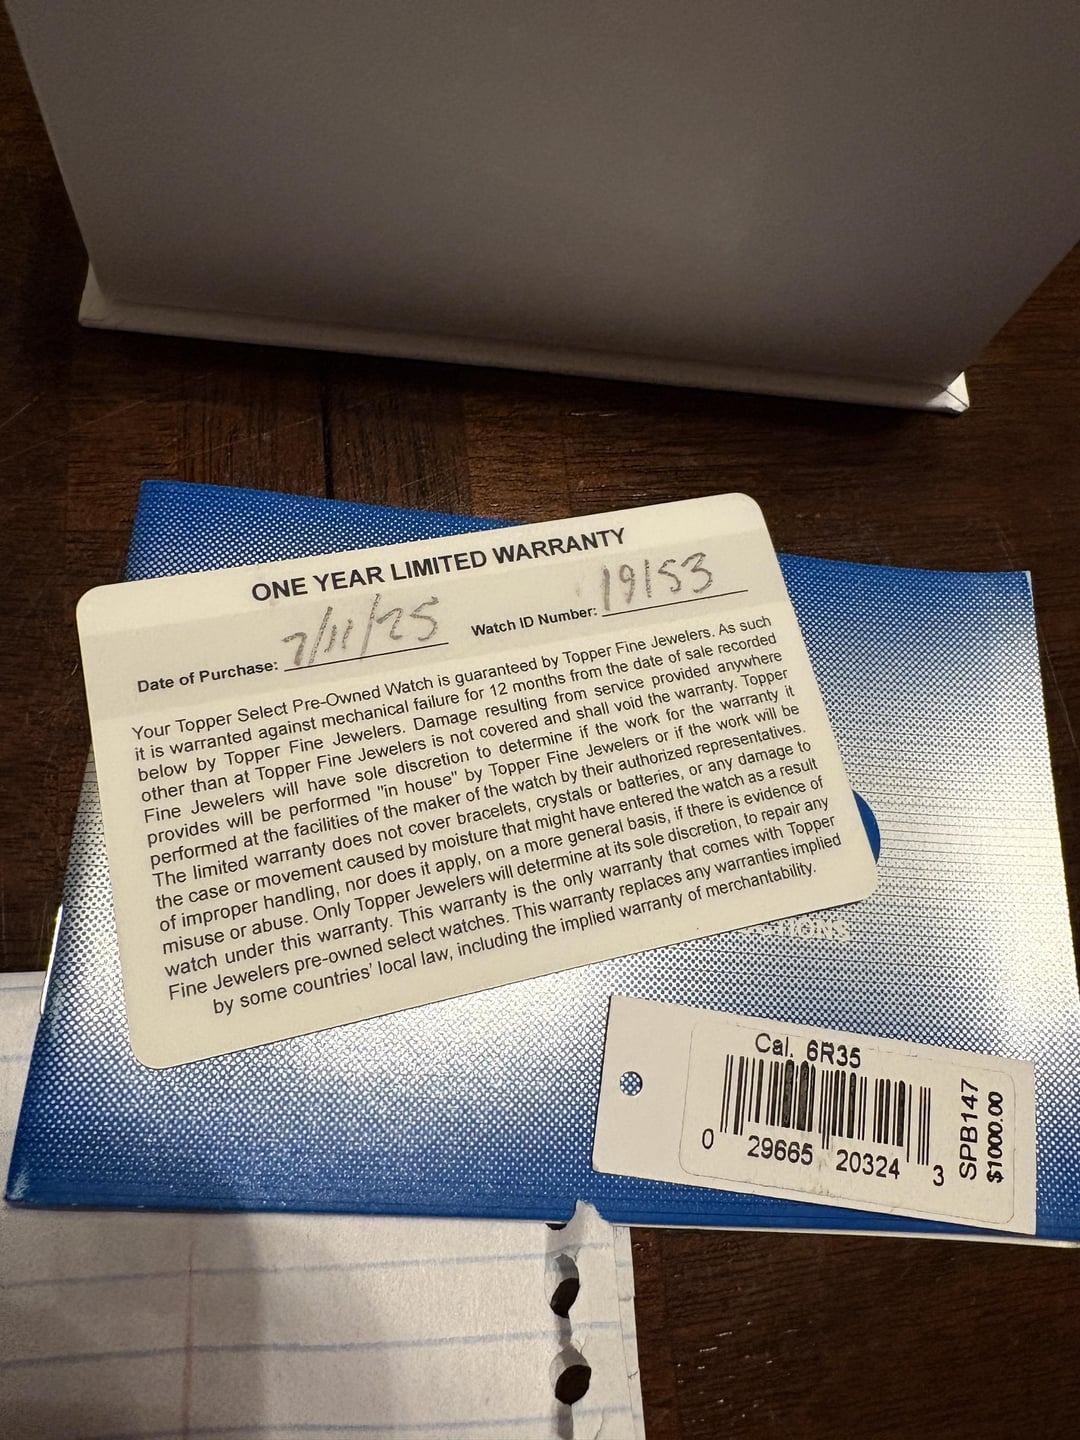 ONE YEAR LIMITED WARRANTY
Date of Purchase: 7/11/25 Watch ID Number: 19153
Your Topper Select Pre-Owned Watch is guaranteed by Topper Fine Jewelers. As such
it is warranted against mechanical failure for 12 months from the date of sale recorded
below by Topper Fine Jewelers. Damage resulting from service provided anywhere
other than at Topper Fine Jewelers is not covered and shall void the warranty. Topper
Fine Jewelers will have sole discretion to determine if the work for the warranty it
provides will be performed "in house" by Topper Fine Jewelers or if the work will be
performed at the facilities of the maker of the watch by their authorized representatives.
The limited warranty does not cover bracelets, crystals or batteries, or any damage to
the case or movement caused by moisture that might have entered the watch as a result
of improper handling, nor does it apply, on a more general basis, if there is evidence of
misuse or abuse. Only Topper Jewelers will determine at its sole discretion, to repair any
watch under this warranty. This warranty is the only warranty that comes with Topper
Fine Jewelers pre-owned select watches. This warranty replaces any warranties implied
by some countries' local law, including the implied warranty of merchantability.
Cal. 6R35
0 29665 20324 3
SPB147
$1000.00